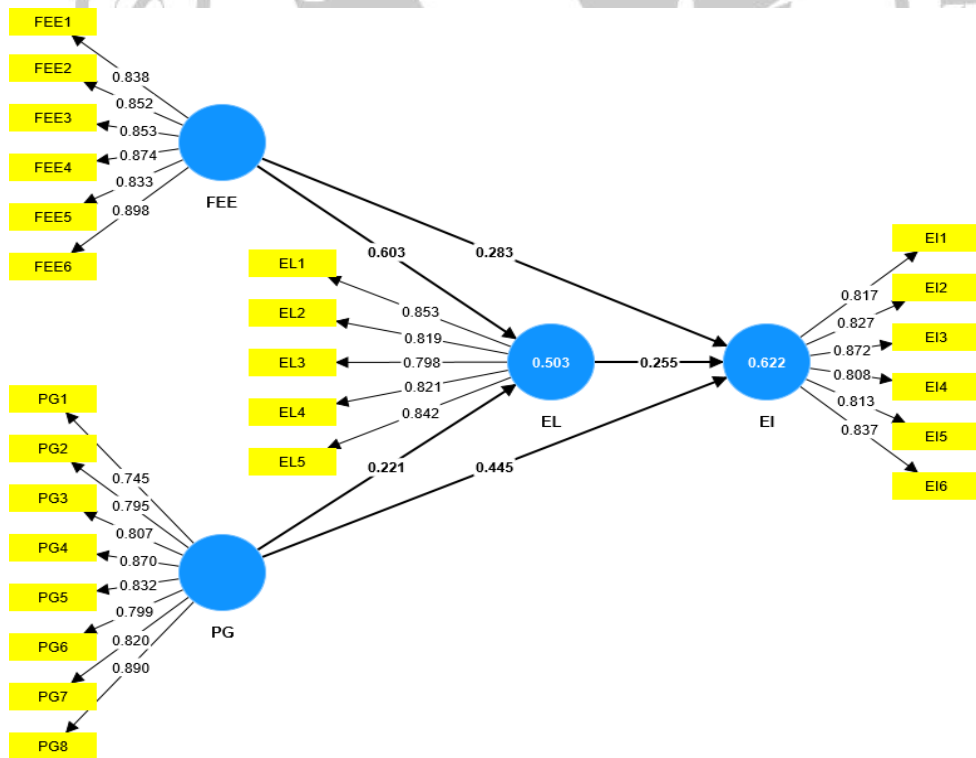 FEE1
FEE2
FEE3
FEE4
FEE5
FEE6
0.838
0.852
0.853
0.874
0.833
0.898
FEE
0.603
0.283
EL1
EL2
EL3
EL4
EL5
0.853
0.819
0.798
0.821
0.842
0.503
EL
0.255
0.622
EI
EI1
EI2
EI3
EI4
EI5
EI6
0.817
0.827
0.872
0.808
0.813
0.837
0.221
0.445
PG1
PG2
PG3
PG4
PG5
PG6
PG7
PG8
0.745
0.795
0.807
0.870
0.832
0.799
0.820
0.890
PG